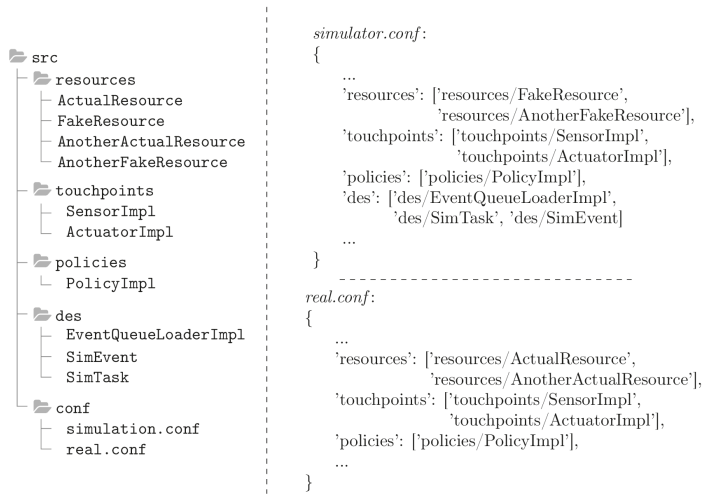 src
resources
ActualResource
FakeResource
AnotherActualResource
AnotherFakeResource
touchpoints
SensorImpl
ActuatorImpl
policies
PolicyImpl
des
EventQueueLoaderImpl
SimEvent
SimTask
conf
simulation.conf
real.conf
simulator.conf:
{
...
'resources': ['resources/FakeResource',
'resources/AnotherFakeResource'],
'touchpoints': ['touchpoints/SensorImpl',
'touchpoints/ActuatorImpl'],
'policies': ['policies/PolicyImpl'],
'des': ['des/EventQueueLoaderImpl',
'des/SimTask', 'des/SimEvent]
...
}
real.conf:
{
...
'resources': ['resources/ActualResource',
'resources/AnotherActualResource'],
'touchpoints': ['touchpoints/SensorImpl',
'touchpoints/ActuatorImpl'],
'policies': ['policies/PolicyImpl'],
...
}